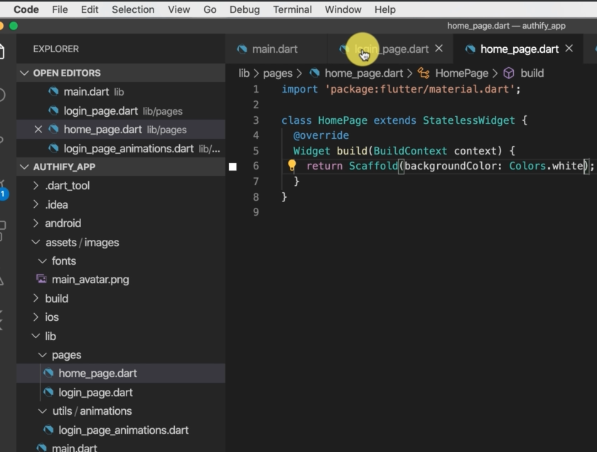 Code File Edit Selection View Go Debug Terminal Window Help
home_page.dart — authify_app
EXPLORER
main.dart
login_page.dart
home_page.dart
OPEN EDITORS
lib > pages > home_page.dart > HomePage > build
main.dart lib
login_page.dart lib/pages
home_page.dart lib/pages
login_page_animations.dart lib/...
AUTHIFY_APP
.dart_tool
.idea
android
assets / images
fonts
main_avatar.png
build
ios
lib
pages
home_page.dart
login_page.dart
utils / animations
login_page_animations.dart
main.dart
1
1 import 'package:flutter/material.dart';
2
3 class HomePage extends StatelessWidget {
4 @override
5 Widget build(BuildContext context) {
6 return Scaffold(backgroundColor: Colors.white);
7 }
8 }
9